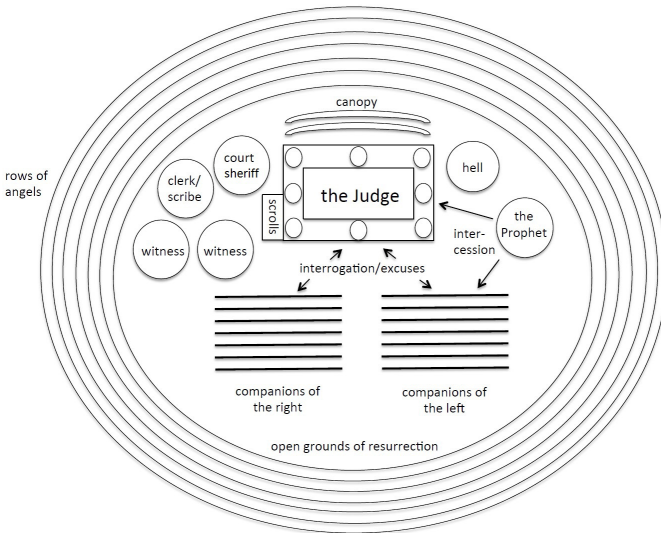 canopy
rows of
angels
court
sheriff
clerk/
scribe
scrolls
the Judge
hell
the
Prophet
inter-
cession
witness
witness
interrogation/excuses
companions of
the right
companions of
the left
open grounds of resurrection